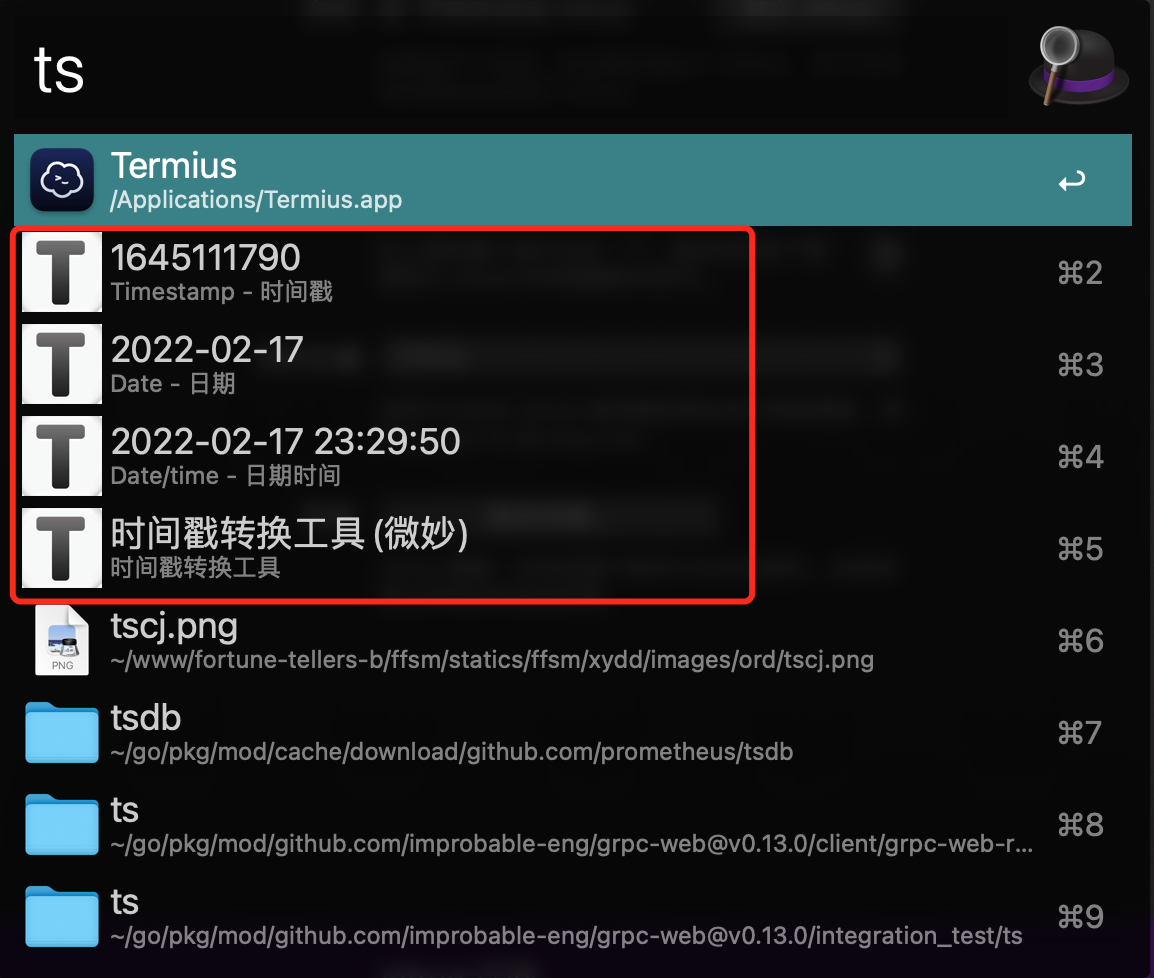 ts
Termius
/Applications/Termius.app
1645111790
Timestamp - 时间戳
⌘2
2022-02-17
Date - 日期
⌘3
2022-02-17 23:29:50
Date/time - 日期时间
⌘4
时间戳转换工具 (微妙)
时间戳转换工具
⌘5
PNG
tscj.png
~/www/fortune-tellers-b/ffsm/statics/ffsm/xydd/images/ord/tscj.png
⌘6
tsdb
~/go/pkg/mod/cache/download/github.com/prometheus/tsdb
⌘7
ts
~/go/pkg/mod/github.com/improbable-eng/grpc-web@v0.13.0/client/grpc-web-r...
⌘8
ts
~/go/pkg/mod/github.com/improbable-eng/grpc-web@v0.13.0/integration_test/ts
⌘9